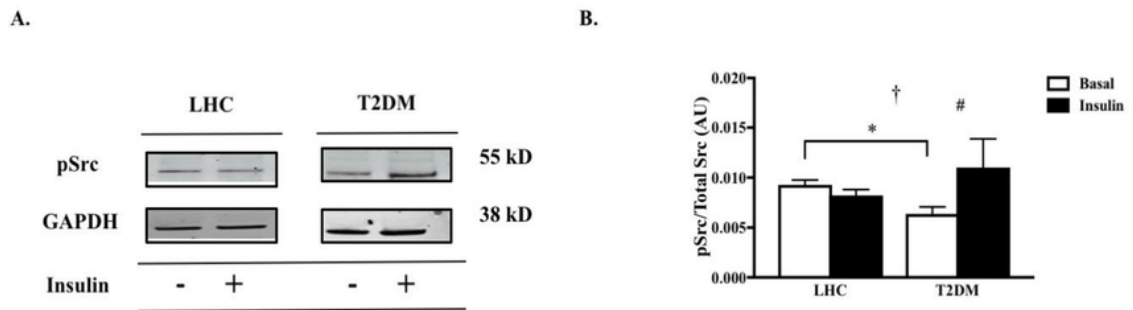 A.
LHC T2DM
pSrc 55 kD
GAPDH 38 kD
Insulin - + - +
B.
pSrc/Total Src (AU)
0.020
0.015
0.010
0.005
0.000
† #
*
LHC T2DM
Basal
Insulin